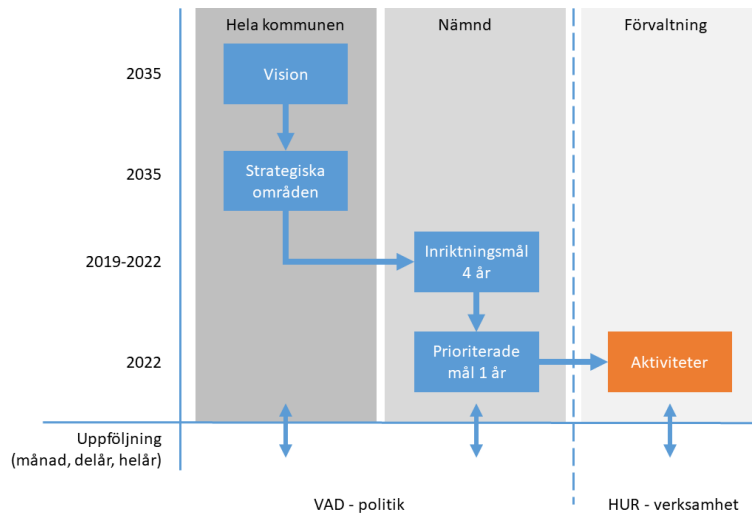 Hela kommunen
Nämnd
Förvaltning
2035
Vision
2035
Strategiska
områden
2019-2022
Inriktningsmål
4 år
2022
Prioriterade
mål 1 år
Aktiviteter
Uppföljning
(månad, delår, helår)
VAD - politik
HUR - verksamhet